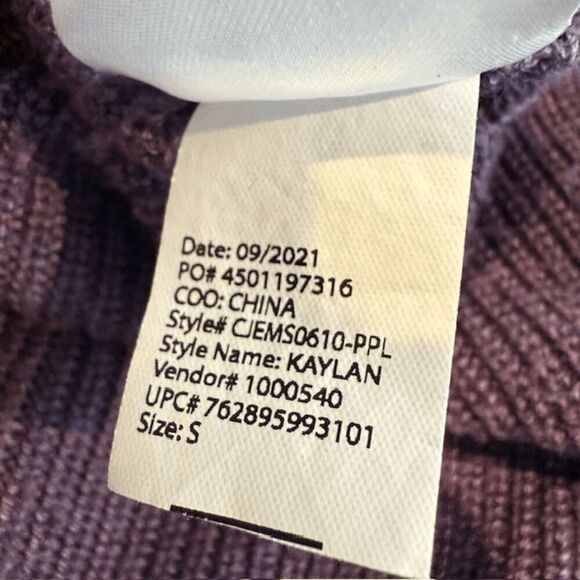 Date: 09/2021
PO# 4501197316
COO: CHINA
Style# CJEMS0610-PPL
Style Name: KAYLAN
Vendor# 1000540
UPC# 762895993101
Size: S